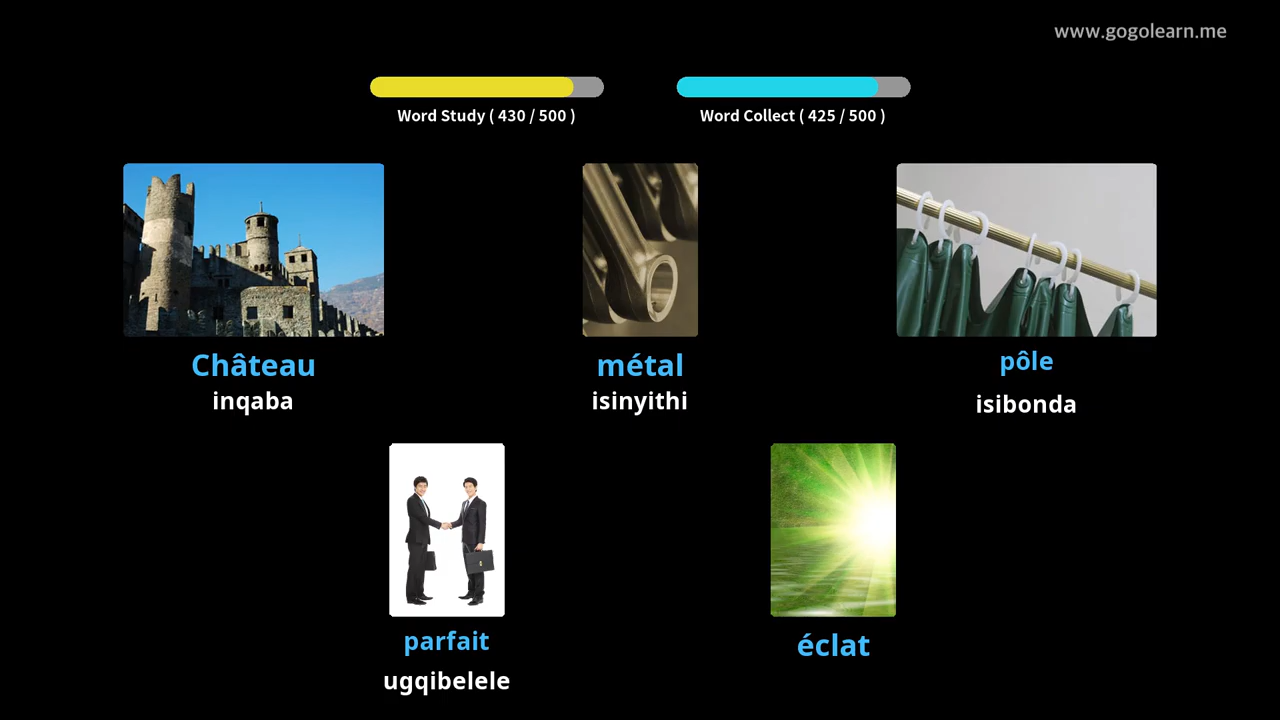 www.gogolearn.me
Word Study ( 430 / 500 )
Word Collect ( 425 / 500 )
Château
inqaba
métal
isinyithi
pôle
isibonda
parfait
ugqibelele
éclat